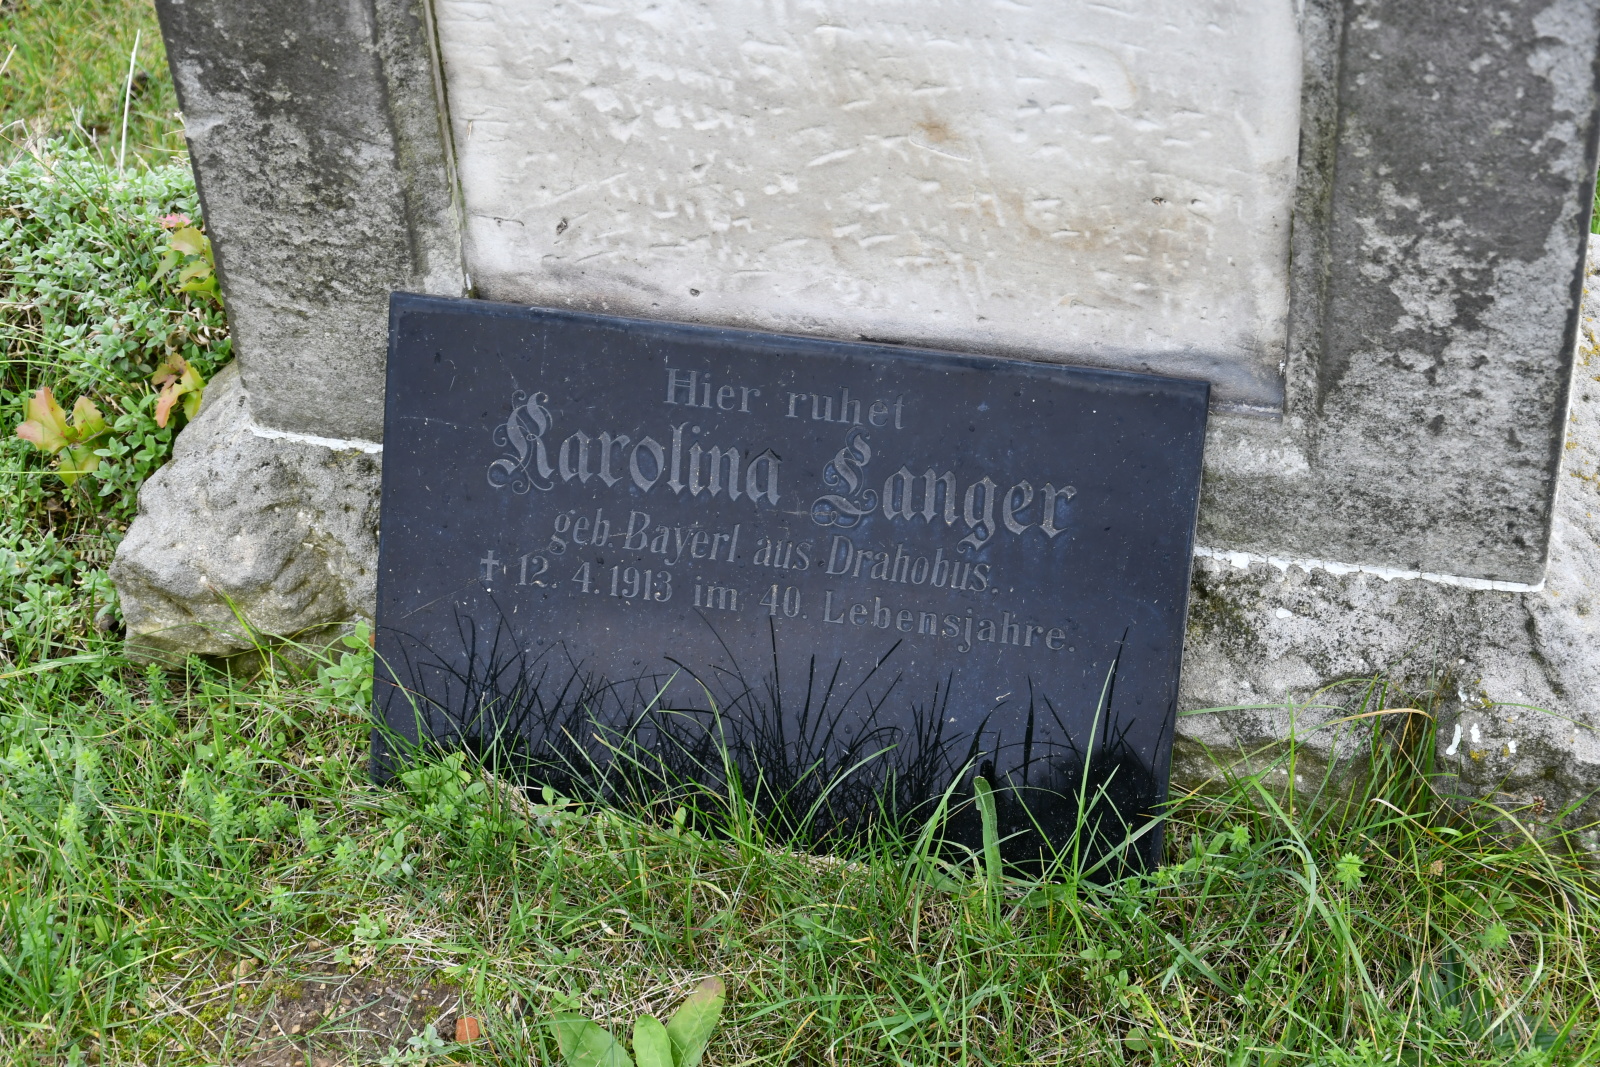 Hier ruhet
Karolina Langer
geb. Bayerl aus Drahobus.
✝ 12. 4. 1913 im 40. Lebensjahre.